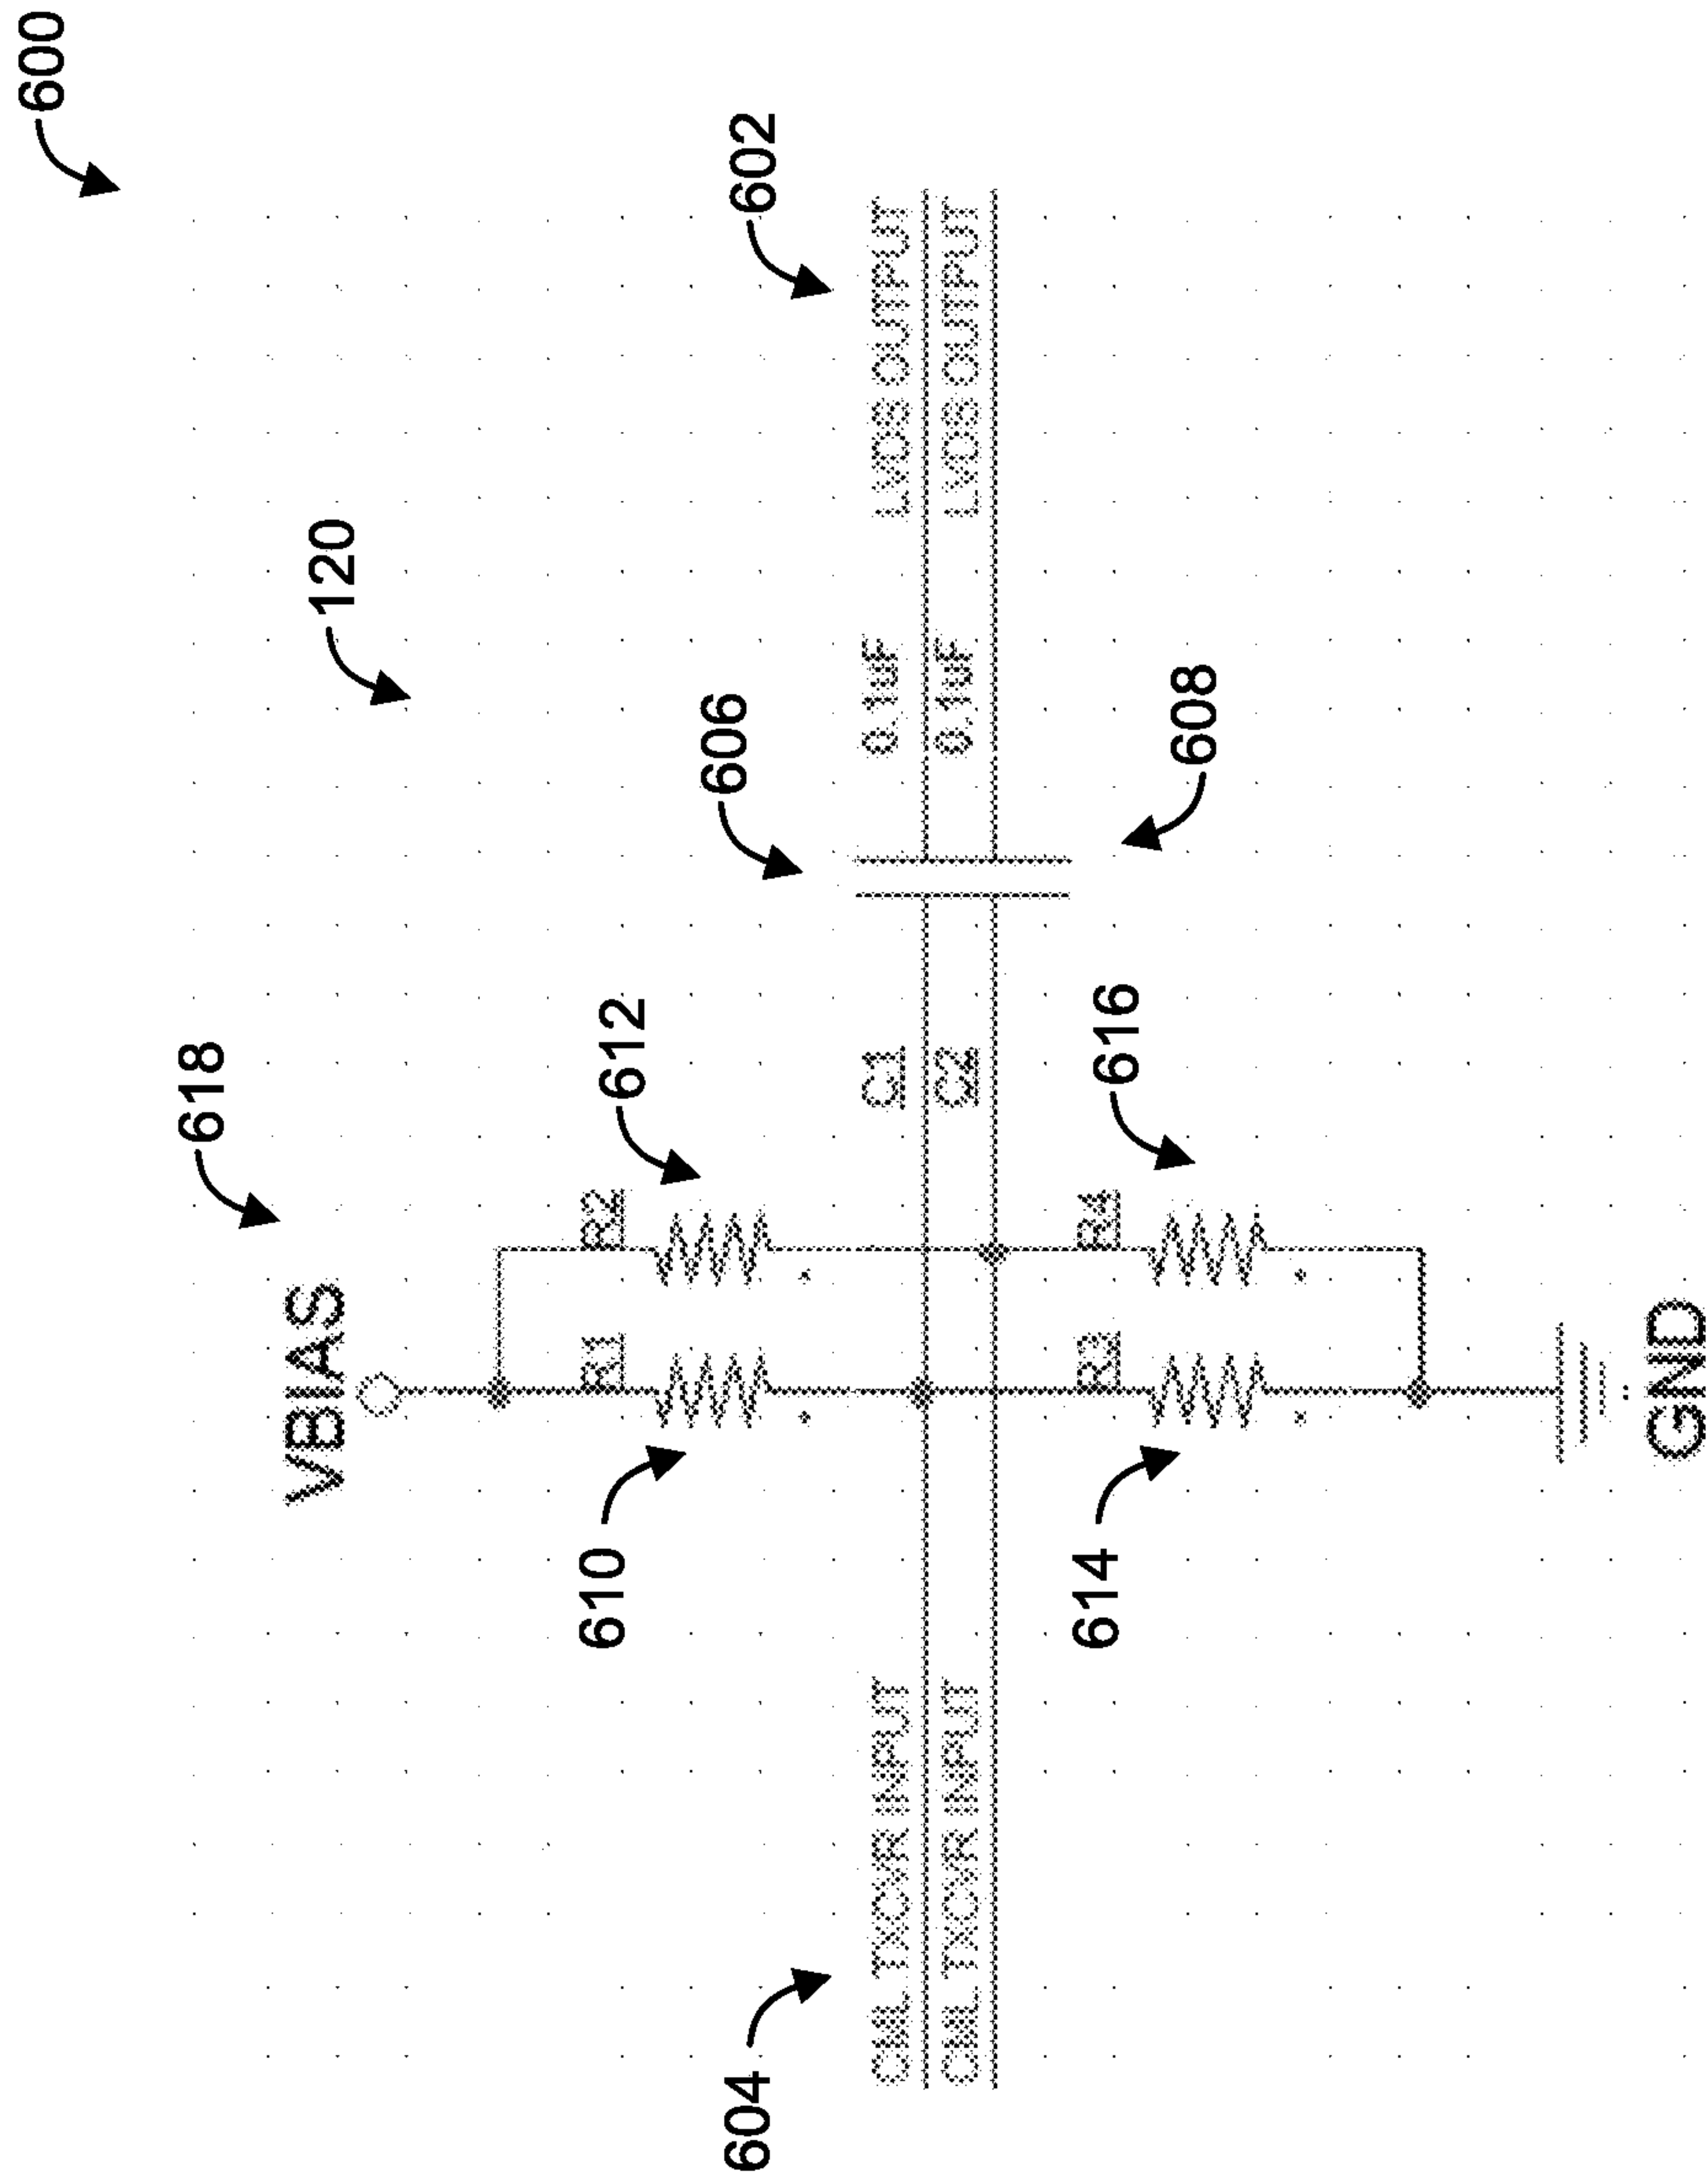 600
618
VBIAS
120
610
R1
R2
612
606
602
604
CML TXCVR INPUT
C1
0.1uF
LVDS OUTPUT
CML TXCVR INPUT
C2
0.1uF
LVDS OUTPUT
614
R3
R4
616
608
GND